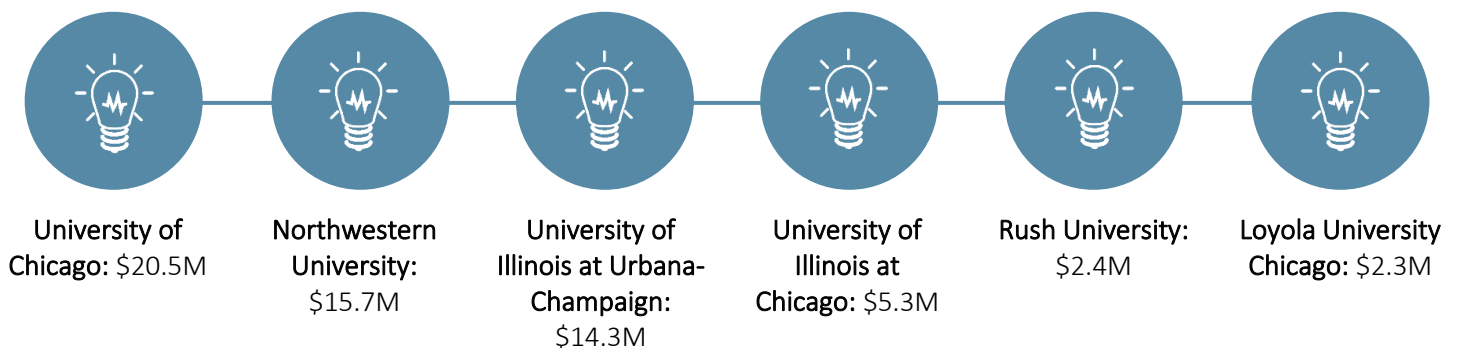 University of
Chicago: $20.5M
Northwestern
University:
$15.7M
University of
Illinois at Urbana-
Champaign:
$14.3M
University of
Illinois at
Chicago: $5.3M
Rush University:
$2.4M
Loyola University
Chicago: $2.3M